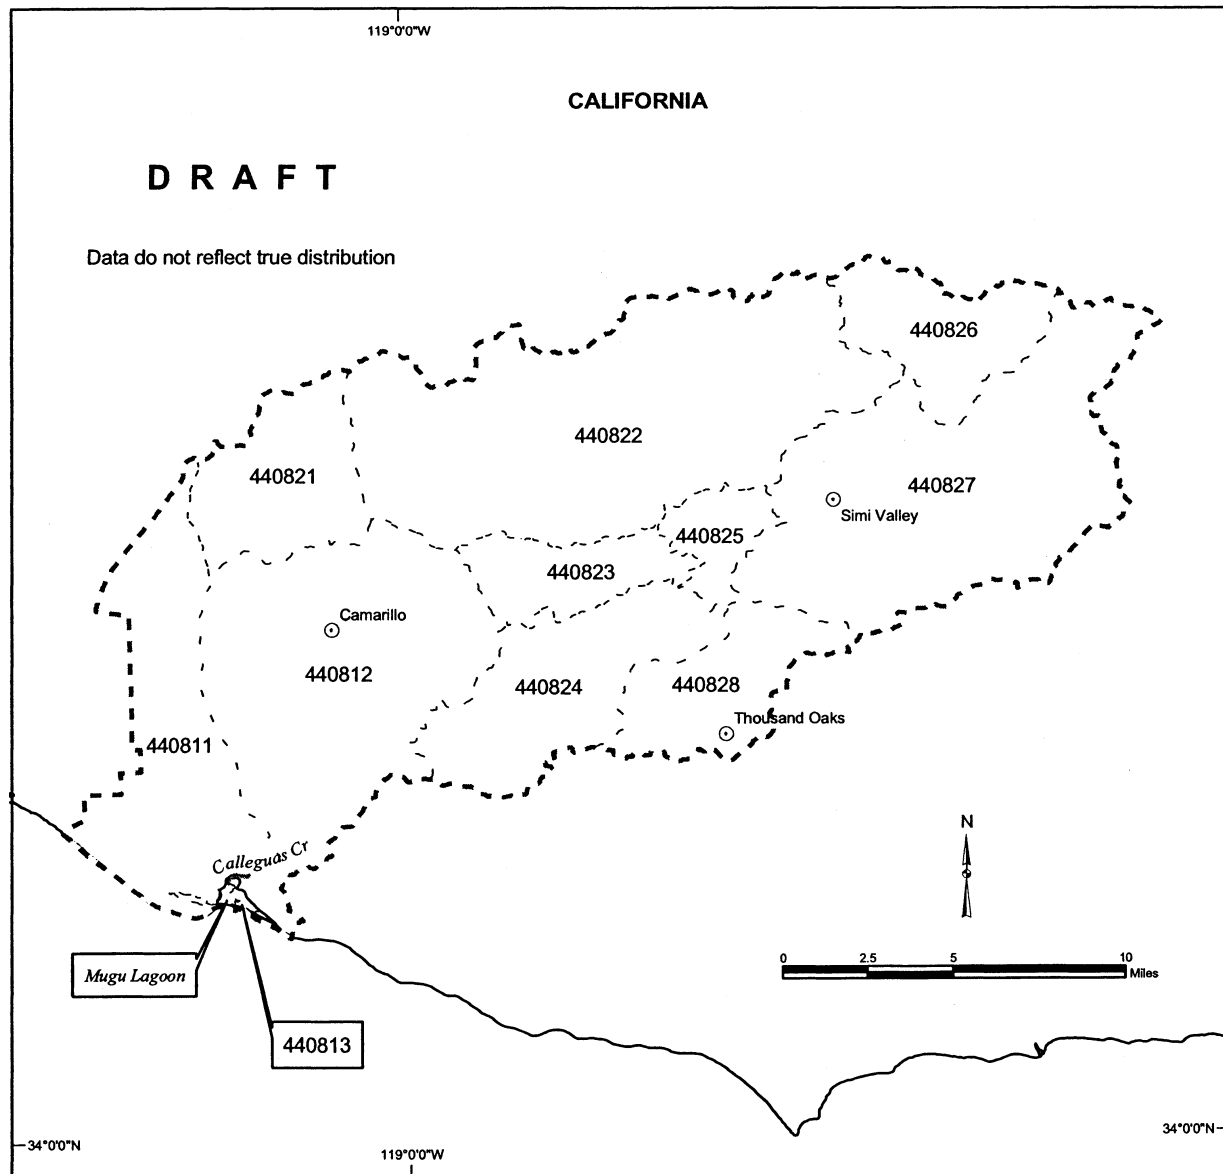 119°0'0"W
CALIFORNIA
D R A F T
Data do not reflect true distribution
440826
440822
440821
440827
Simi Valley
440825
440823
Camarillo
440812
440824
440828
Thousand Oaks
440811
N
Calleguas Cr
0 2.5 5 10
Miles
Mugu Lagoon
440813
34°0'0"N
34°0'0"N
119°0'0"W